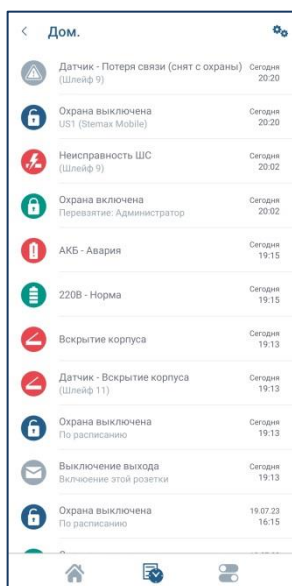 Дом.
Датчик - Потеря связи (снят с охраны) Сегодня
(Шлейф 9) 20:20
Охрана выключена Сегодня
US1 (Stemax Mobile) 20:20
Неисправность ШС Сегодня
(Шлейф 9) 20:02
Охрана включена Сегодня
Перевзятие: Администратор 20:02
АКБ - Авария Сегодня
19:15
220В - Норма Сегодня
19:15
Вскрытие корпуса Сегодня
19:13
Датчик - Вскрытие корпуса Сегодня
(Шлейф 11) 19:13
Охрана выключена Сегодня
По расписанию 19:13
Выключение выхода Сегодня
Включоение этой розетки 19:13
Охрана выключена 19.07.23
По расписанию 16:15